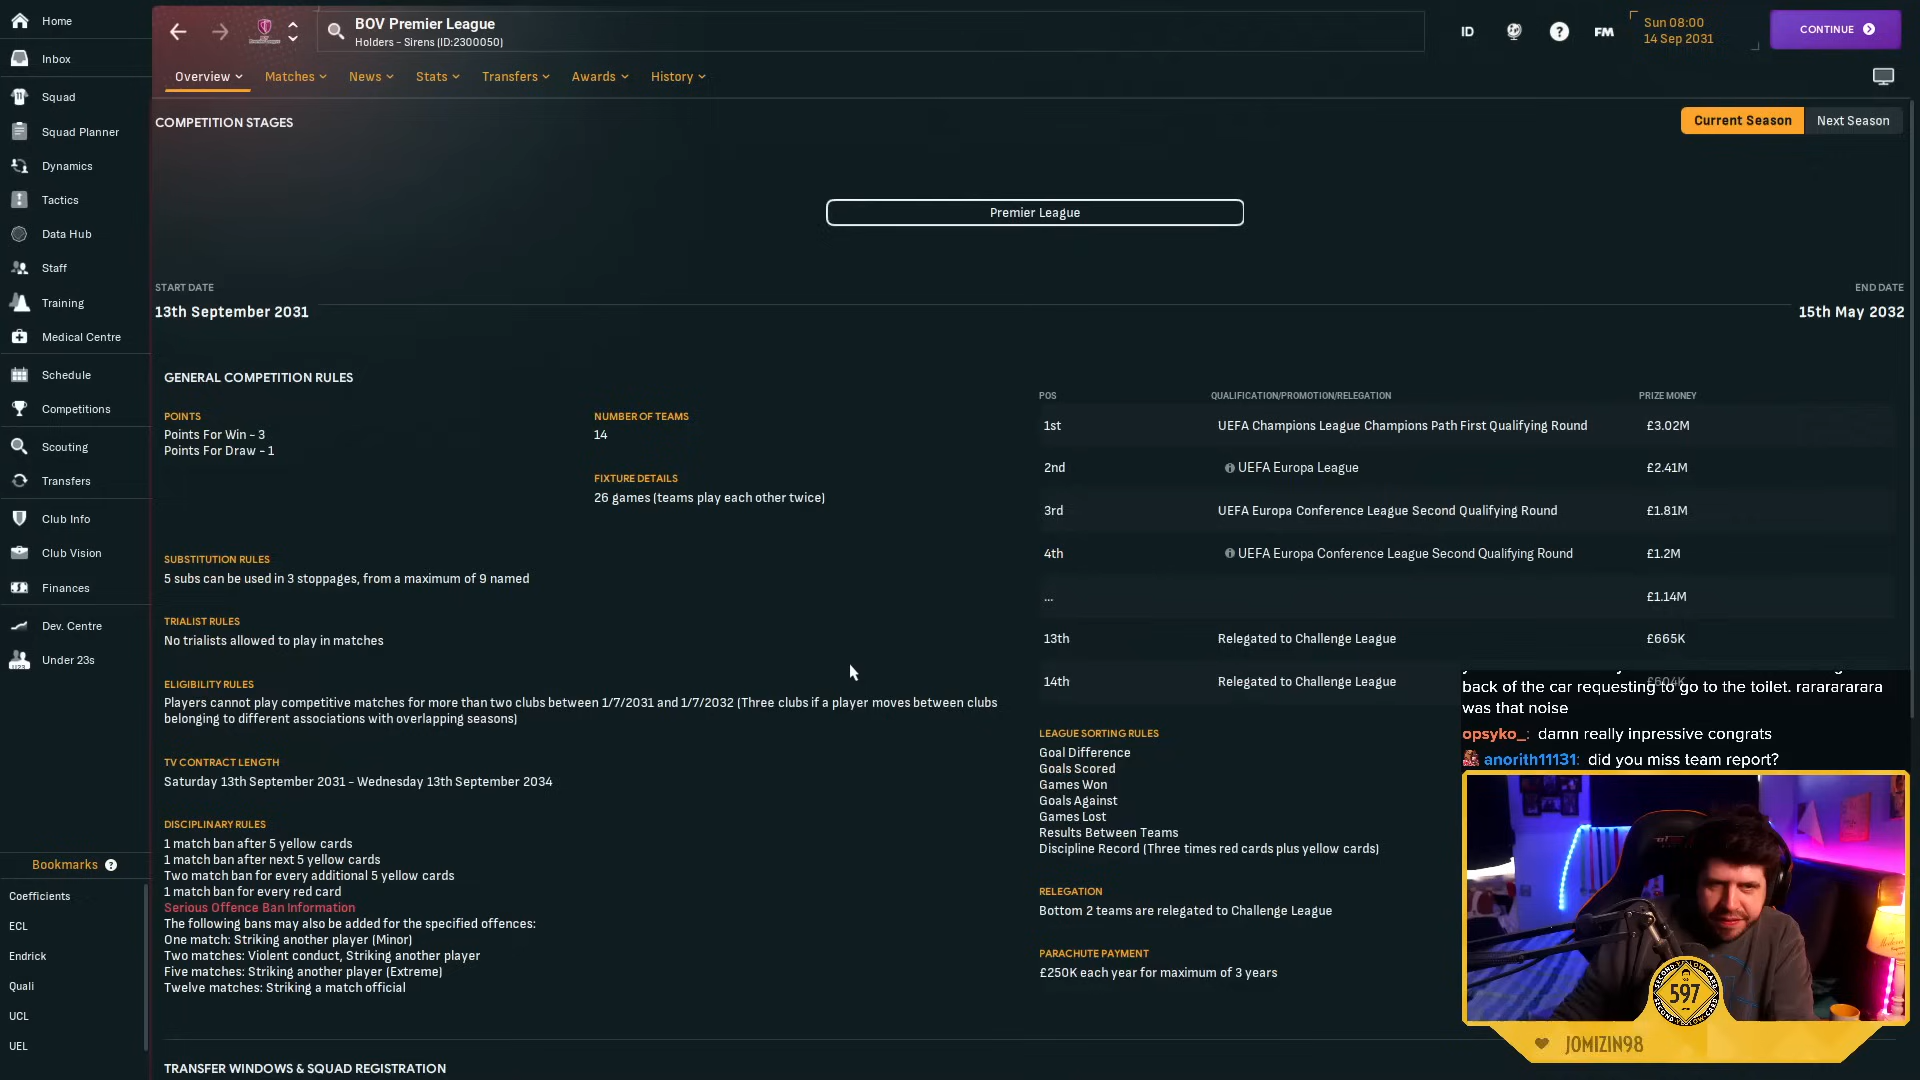 Home
Inbox
Squad
Squad Planner
Dynamics
Tactics
Data Hub
Staff
Training
Medical Centre
Schedule
Competitions
Scouting
Transfers
Club Info
Club Vision
Finances
Dev. Centre
Under 23s
Bookmarks ?
Coefficients
ECL
Endrick
Quali
UCL
UEL
BOV Premier League
Holders - Sirens (ID:2300050)
ID
?
FM
Sun 08:00
14 Sep 2031
CONTINUE
Overview
Matches
News
Stats
Transfers
Awards
History
COMPETITION STAGES
Current Season
Next Season
Premier League
START DATE
13th September 2031
END DATE
15th May 2032
GENERAL COMPETITION RULES
POINTS
Points For Win - 3
Points For Draw - 1
NUMBER OF TEAMS
14
FIXTURE DETAILS
26 games (teams play each other twice)
SUBSTITUTION RULES
5 subs can be used in 3 stoppages, from a maximum of 9 named
TRIALIST RULES
No trialists allowed to play in matches
ELIGIBILITY RULES
Players cannot play competitive matches for more than two clubs between 1/7/2031 and 1/7/2032 (Three clubs if a player moves between clubs
belonging to different associations with overlapping seasons)
TV CONTRACT LENGTH
Saturday 13th September 2031 - Wednesday 13th September 2034
DISCIPLINARY RULES
1 match ban after 5 yellow cards
1 match ban after next 5 yellow cards
Two match ban for every additional 5 yellow cards
1 match ban for every red card
Serious Offence Ban Information
The following bans may also be added for the specified offences:
One match: Striking another player (Minor)
Two matches: Violent conduct, Striking another player
Five matches: Striking another player (Extreme)
Twelve matches: Striking a match official
TRANSFER WINDOWS & SQUAD REGISTRATION
POS QUALIFICATION/PROMOTION/RELEGATION PRIZE MONEY
1st UEFA Champions League Champions Path First Qualifying Round £3.02M
2nd UEFA Europa League £2.41M
3rd UEFA Europa Conference League Second Qualifying Round £1.81M
4th UEFA Europa Conference League Second Qualifying Round £1.2M
... £1.14M
13th Relegated to Challenge League £665K
14th Relegated to Challenge League £604K
LEAGUE SORTING RULES
Goal Difference
Goals Scored
Games Won
Goals Against
Games Lost
Results Between Teams
Discipline Record (Three times red cards plus yellow cards)
RELEGATION
Bottom 2 teams are relegated to Challenge League
PARACHUTE PAYMENT
£250K each year for maximum of 3 years
back of the car requesting to go to the toilet. rarararara
was that noise
opsyko_: damn really inpressive congrats
anorith11131: did you miss team report?
SECOND YELLOW CARD
597
JOMIZIN98